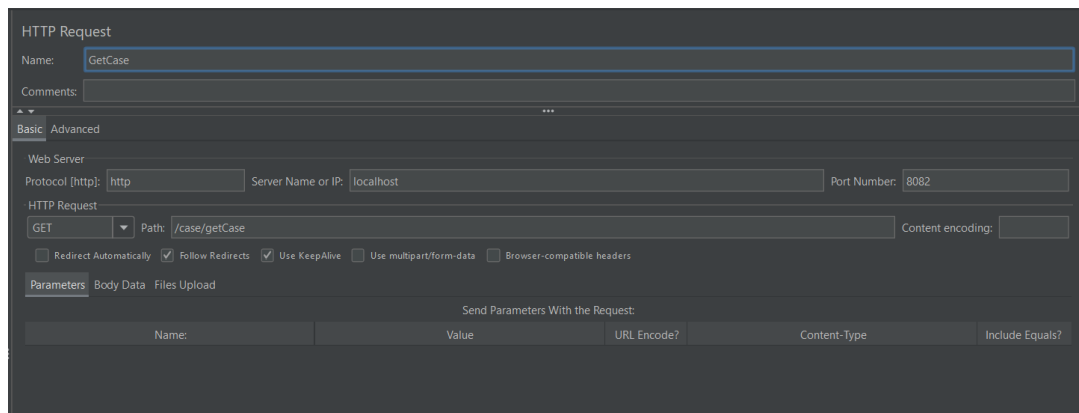 HTTP Request
Name: GetCase
Comments:
Basic Advanced
Web Server
Protocol [http]: http Server Name or IP: localhost Port Number: 8082
HTTP Request
GET Path: /case/getCase Content encoding:
Redirect Automatically Follow Redirects Use KeepAlive Use multipart/form-data Browser-compatible headers
Parameters Body Data Files Upload
Send Parameters With the Request:
Name: Value URL Encode? Content-Type Include Equals?